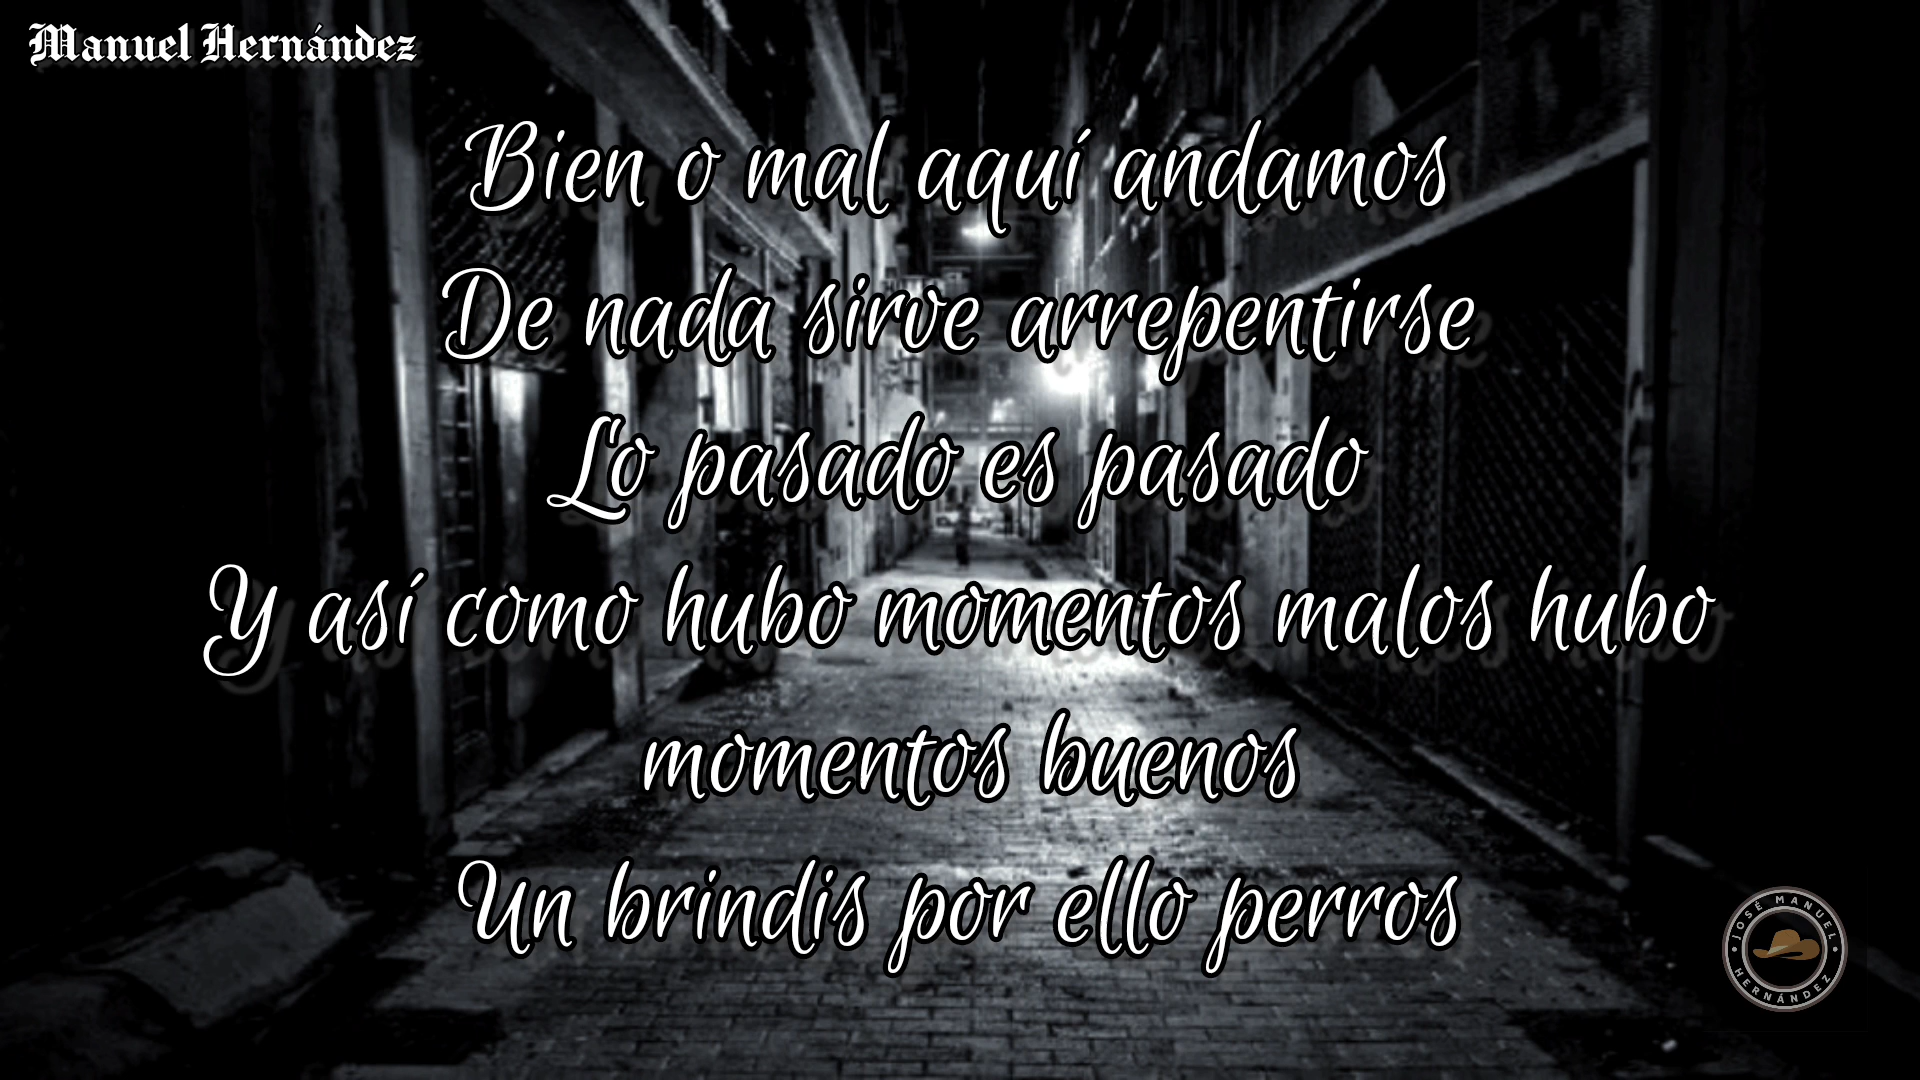 Manuel Hernández
Bien o mal aquí andamos
De nada sirve arrepentirse
Lo pasado es pasado
Y así como hubo momentos malos hubo
momentos buenos
Un brindis por ello perros
JOSÉ MANUEL
HERNÁNDEZ